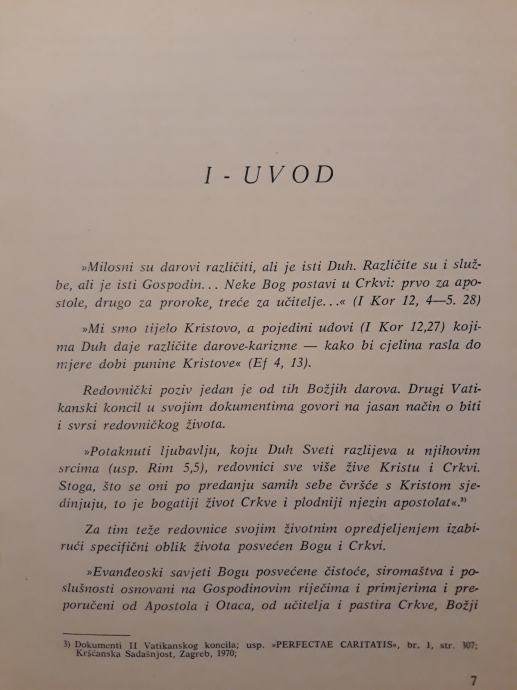 I - UVOD
»Milosni su darovi različiti, ali je isti Duh. Različite su i služ-
be, ali je isti Gospodin... Neke Bog postavi u Crkvi: prvo za apo-
stole, drugo za proroke, treće za učitelje...« (I Kor 12, 4—5. 28)
»Mi smo tijelo Kristovo, a pojedini udovi (I Kor 12,27) koji-
ma Duh daje različite darove-karizme — kako bi cjelina rasla do
mjere dobi punine Kristove« (Ef 4, 13).
Redovnički poziv jedan je od tih Božjih darova. Drugi Vati-
kanski koncil u svojim dokumentima govori na jasan način o biti
i svrsi redovničkog života.
»Potaknuti ljubavlju, koju Duh Sveti razlijeva u njihovim
srcima (usp. Rim 5,5), redovnici sve više žive Kristu i Crkvi.
Stoga, što se oni po predanju samih sebe čvršće s Kristom sje-
dinjuju, to je bogatiji život Crkve i plodniji njezin apostolat«.³)
Za tim teže redovnice svojim životnim opredjeljenjem izabi-
rući specifični oblik života posvećen Bogu i Crkvi.
»Evanđeoski savjeti Bogu posvećene čistoće, siromaštva i po-
slušnosti osnovani na Gospodinovim riječima i primjerima i pre-
poručeni od Apostola i Otaca, od učitelja i pastira Crkve, Božji
3) Dokumenti II Vatikanskog koncila; usp. »PERFECTAE CARITATIS«, br. 1, str. 307;
Kršćanska Sadašnjost, Zagreb, 1970;
7